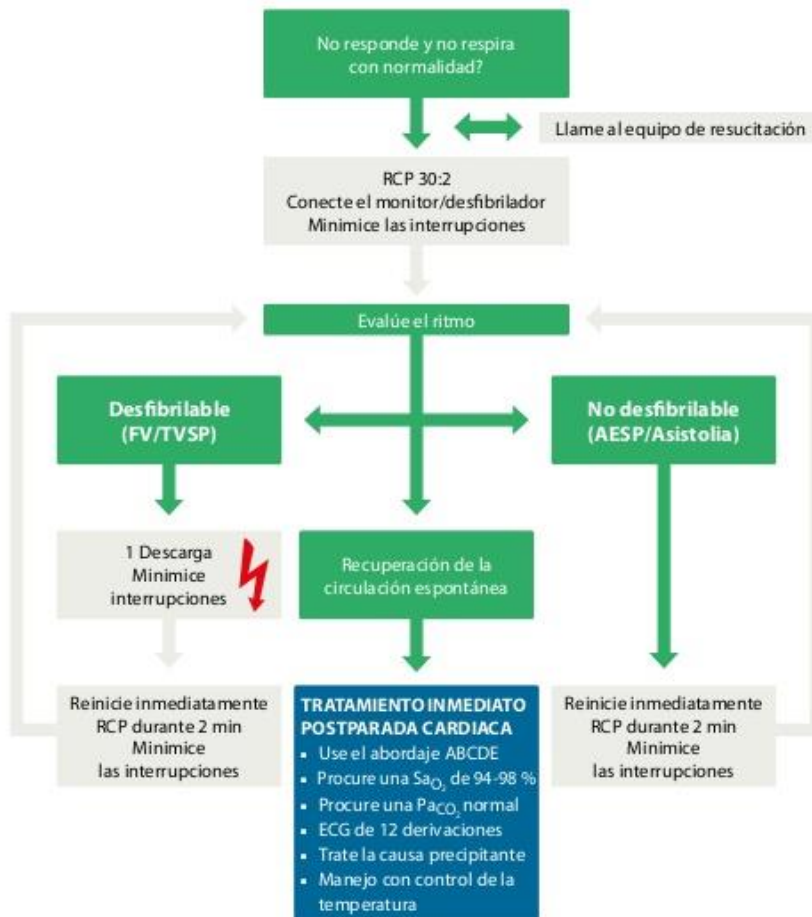 No responde y no respira
con normalidad?
Llame al equipo de resucitación
RCP 30:2
Conecte el monitor/desfibrilador
Minimice las interrupciones
Evalúe el ritmo
Desfibrilable
(FV/TVSP)
No desfibrilable
(AESP/Asistolia)
1 Descarga
Minimice
interrupciones
Recuperación de la
circulación espontánea
Reinicie inmediatamente
RCP durante 2 min
Minimice
las interrupciones
TRATAMIENTO INMEDIATO
POSTPARADA CARDIACA
▪ Use el abordaje ABCDE
▪ Procure una SaO₂ de 94-98 %
▪ Procure una PaCO₂ normal
▪ ECG de 12 derivaciones
▪ Trate la causa precipitante
▪ Manejo con control de la
temperatura
Reinicie inmediatamente
RCP durante 2 min
Minimice
las interrupciones